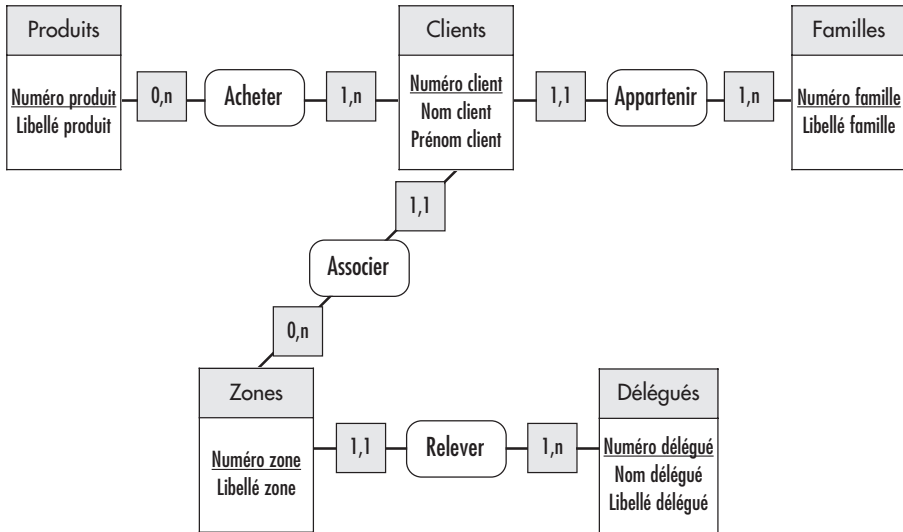 Produits
Clients
Familles
Numéro produit
Libellé produit
0,n
Acheter
1,n
Numéro client
Nom client
Prénom client
1,1
Appartenir
1,n
Numéro famille
Libellé famille
1,1
Associer
0,n
Zones
Délégués
Numéro zone
Libellé zone
1,1
Relever
1,n
Numéro délégué
Nom délégué
Libellé délégué